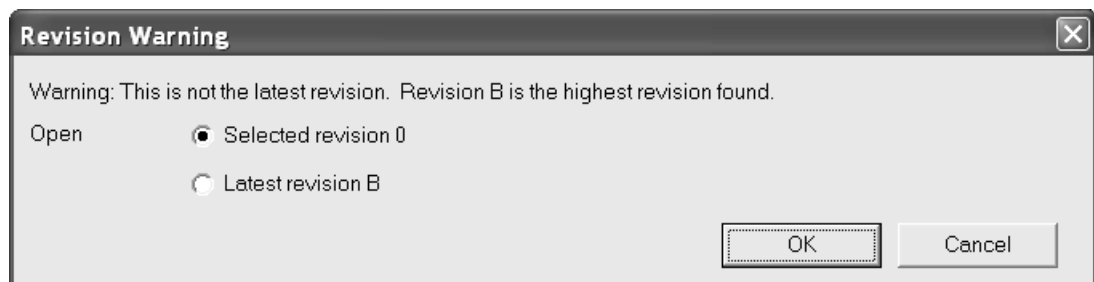 Revision Warning
Warning: This is not the latest revision. Revision B is the highest revision found.
Open
Selected revision 0
Latest revision B
OK
Cancel